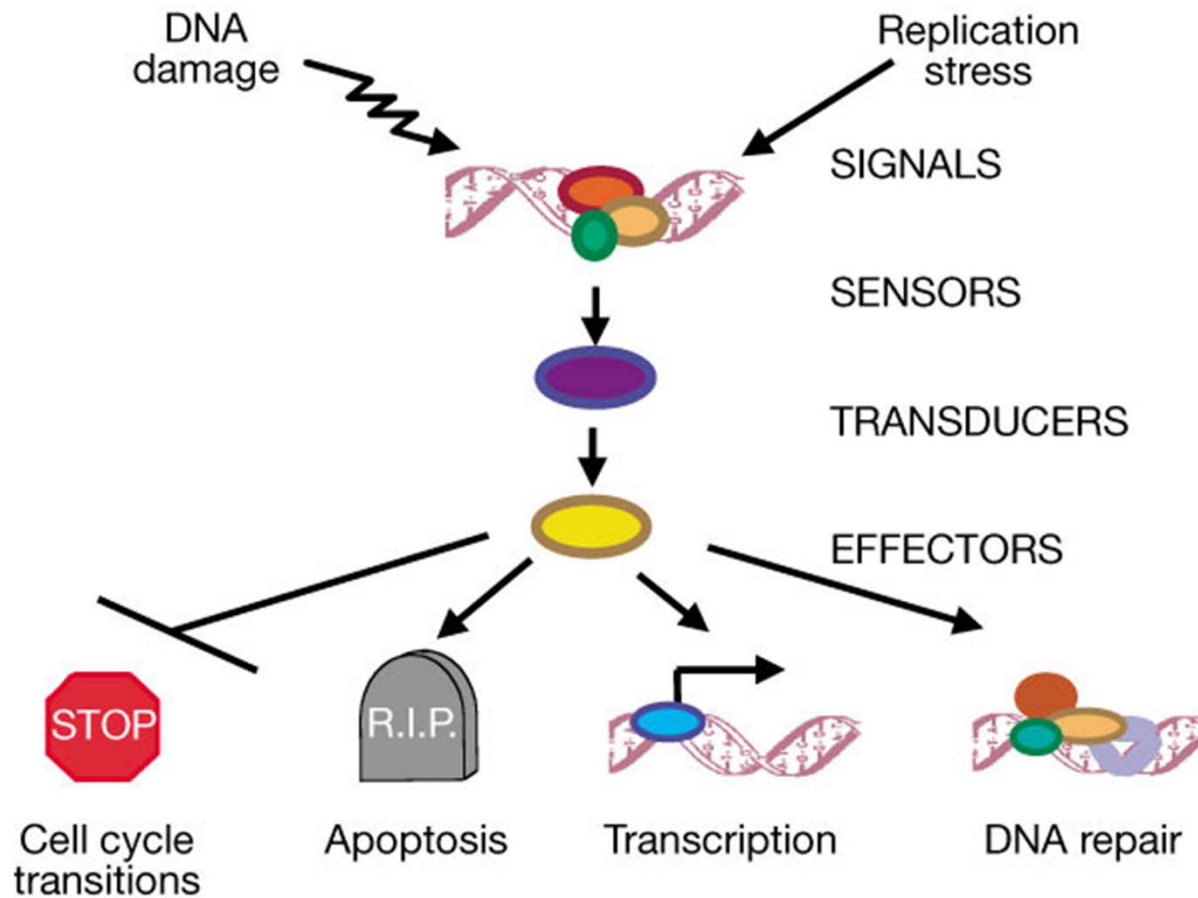 DNA
damage
Replication
stress
SIGNALS
SENSORS
TRANSDUCERS
EFFECTORS
STOP
R.I.P.
Cell cycle
transitions
Apoptosis
Transcription
DNA repair